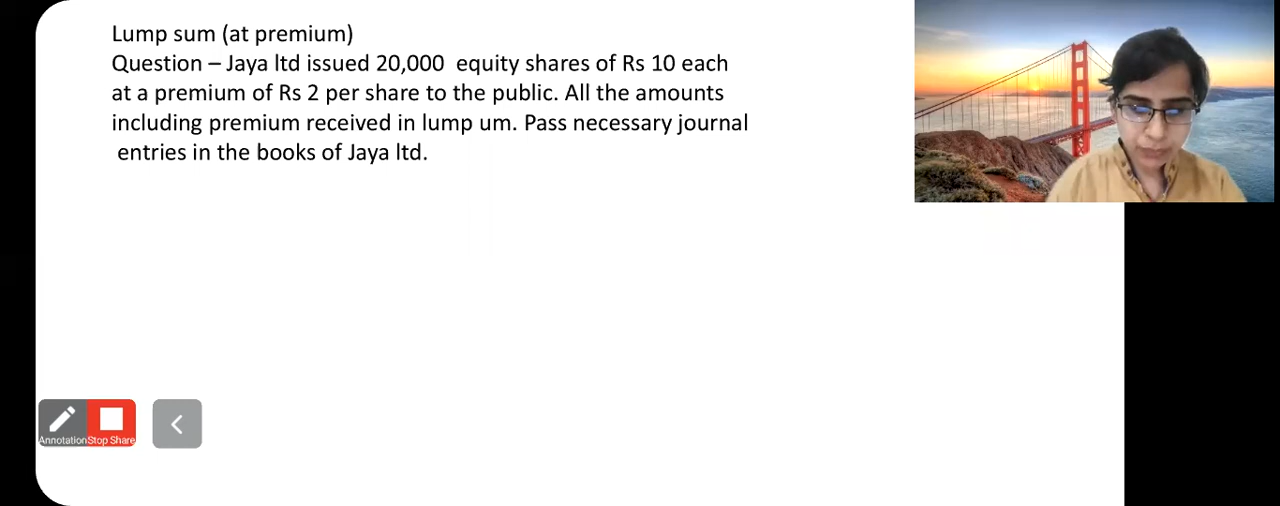 Lump sum (at premium)
Question – Jaya ltd issued 20,000 equity shares of Rs 10 each
at a premium of Rs 2 per share to the public. All the amounts
including premium received in lump um. Pass necessary journal
entries in the books of Jaya ltd.
Annotation Stop Share